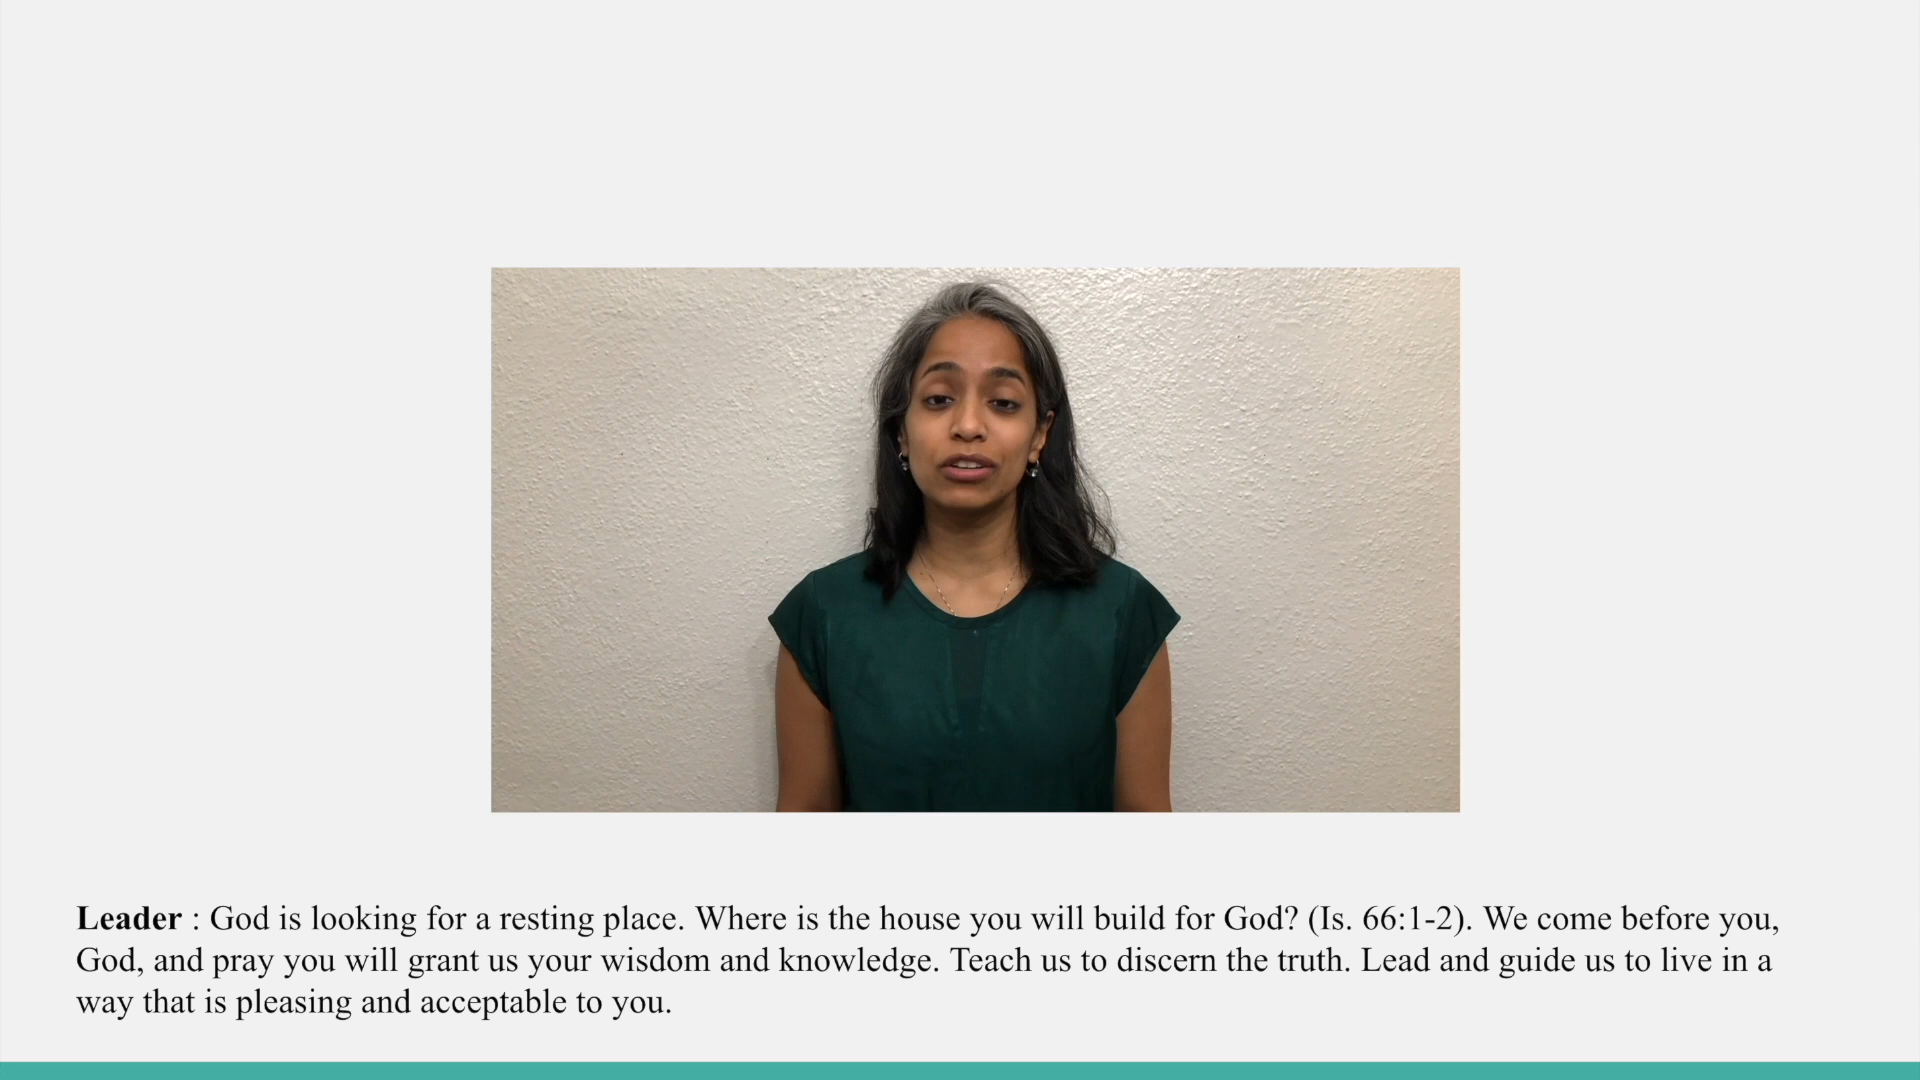 Leader : God is looking for a resting place. Where is the house you will build for God? (Is. 66:1-2). We come before you,
God, and pray you will grant us your wisdom and knowledge. Teach us to discern the truth. Lead and guide us to live in a
way that is pleasing and acceptable to you.